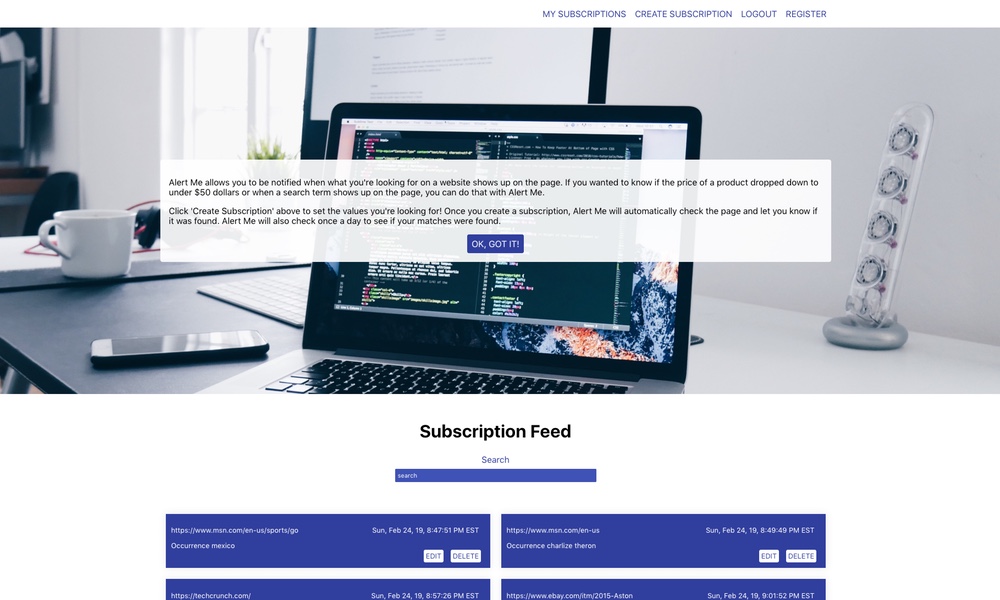 MY SUBSCRIPTIONS CREATE SUBSCRIPTION LOGOUT REGISTER
Alert Me allows you to be notified when what you're looking for on a website shows up on the page. If you wanted to know if the price of a product dropped down to
under $50 dollars or when a search term shows up on the page, you can do that with Alert Me.
Click 'Create Subscription' above to set the values you're looking for! Once you create a subscription, Alert Me will automatically check the page and let you know if
it was found. Alert Me will also check once a day to see if your matches were found.
OK, GOT IT!
Subscription Feed
Search
search
https://www.msn.com/en-us/sports/go Sun, Feb 24, 19, 8:47:51 PM EST
Occurrence mexico
EDIT DELETE
https://www.msn.com/en-us Sun, Feb 24, 19, 8:49:49 PM EST
Occurrence charlize theron
EDIT DELETE
https://techcrunch.com/ Sun, Feb 24, 19, 8:57:26 PM EST
https://www.ebay.com/itm/2015-Aston Sun, Feb 24, 19, 9:01:52 PM EST